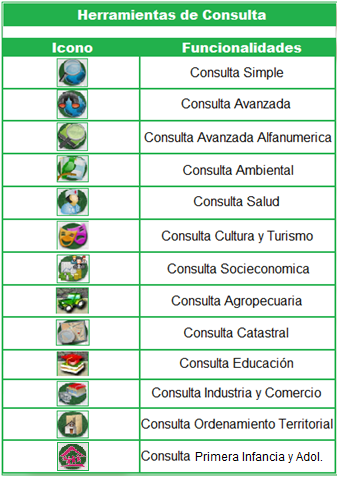 Herramientas de Consulta
Icono Funcionalidades
Consulta Simple
Consulta Avanzada
Consulta Avanzada Alfanumerica
Consulta Ambiental
Consulta Salud
Consulta Cultura y Turismo
Consulta Socieconomica
Consulta Agropecuaria
Consulta Catastral
Consulta Educación
Consulta Industria y Comercio
Consulta Ordenamiento Territorial
Consulta Primera Infancia y Adol.